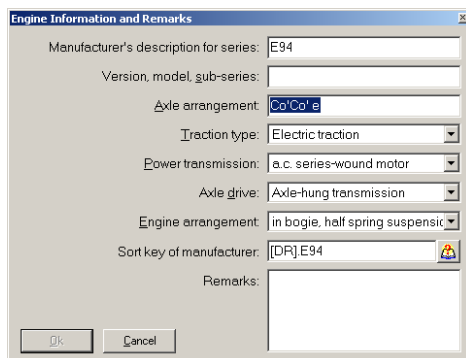 Engine Information and Remarks
Manufacturer's description for series: E94
Version, model, sub-series:
Axle arrangement: Co'Co' e
Traction type: Electric traction
Power transmission: a.c. series-wound motor
Axle drive: Axle-hung transmission
Engine arrangement: in bogie, half spring
Sort key of manufacturer: [DR].E94
Remarks:
Ok Cancel